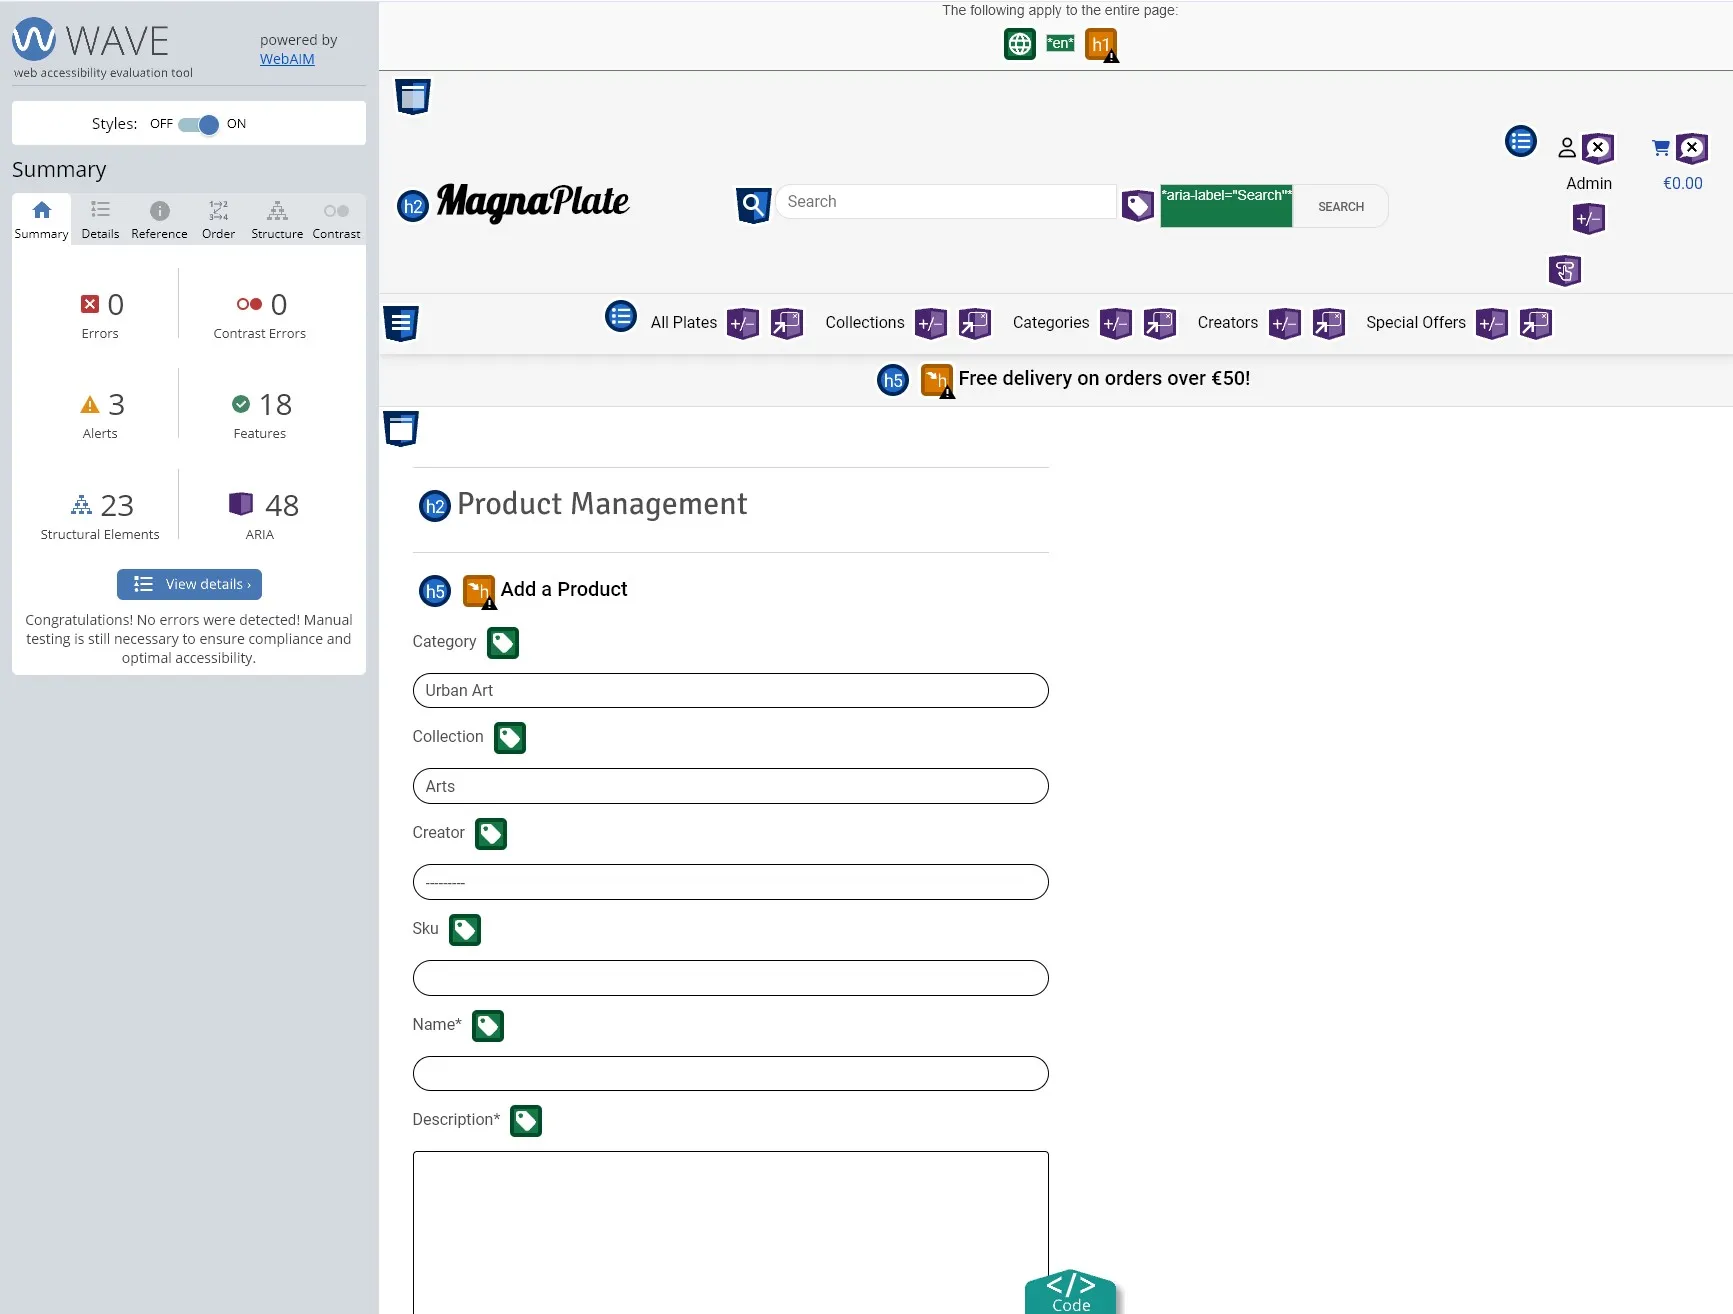 WAVE
powered by
WebAIM
web accessibility evaluation tool
Styles: OFF ON
Summary
Summary Details Reference Order Structure Contrast
0
Errors
0
Contrast Errors
3
Alerts
18
Features
23
Structural Elements
48
ARIA
View details ›
Congratulations! No errors were detected! Manual
testing is still necessary to ensure compliance and
optimal accessibility.
The following apply to the entire page:
*en* h1
h2 MagnaPlate
Search
*aria-label="Search"*
SEARCH
Admin
€0.00
+/-
All Plates +/- Collections +/- Categories +/- Creators +/- Special Offers +/-
h5 h Free delivery on orders over €50!
h2 Product Management
h5 h Add a Product
Category
Urban Art
Collection
Arts
Creator
---------
Sku
Name*
Description*
</>
Code